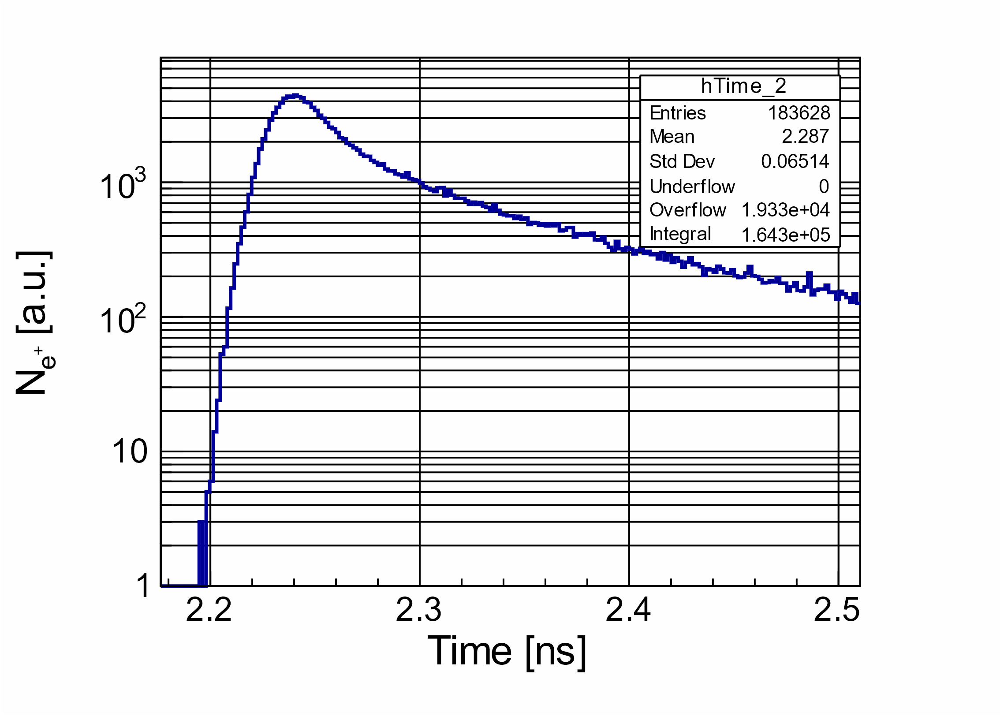 hTime_2
Entries 183628
Mean 2.287
Std Dev 0.06514
Underflow 0
Overflow 1.933e+04
Integral 1.643e+05
10³
10²
10
1
N_e⁺ [a.u.]
2.2 2.3 2.4 2.5
Time [ns]